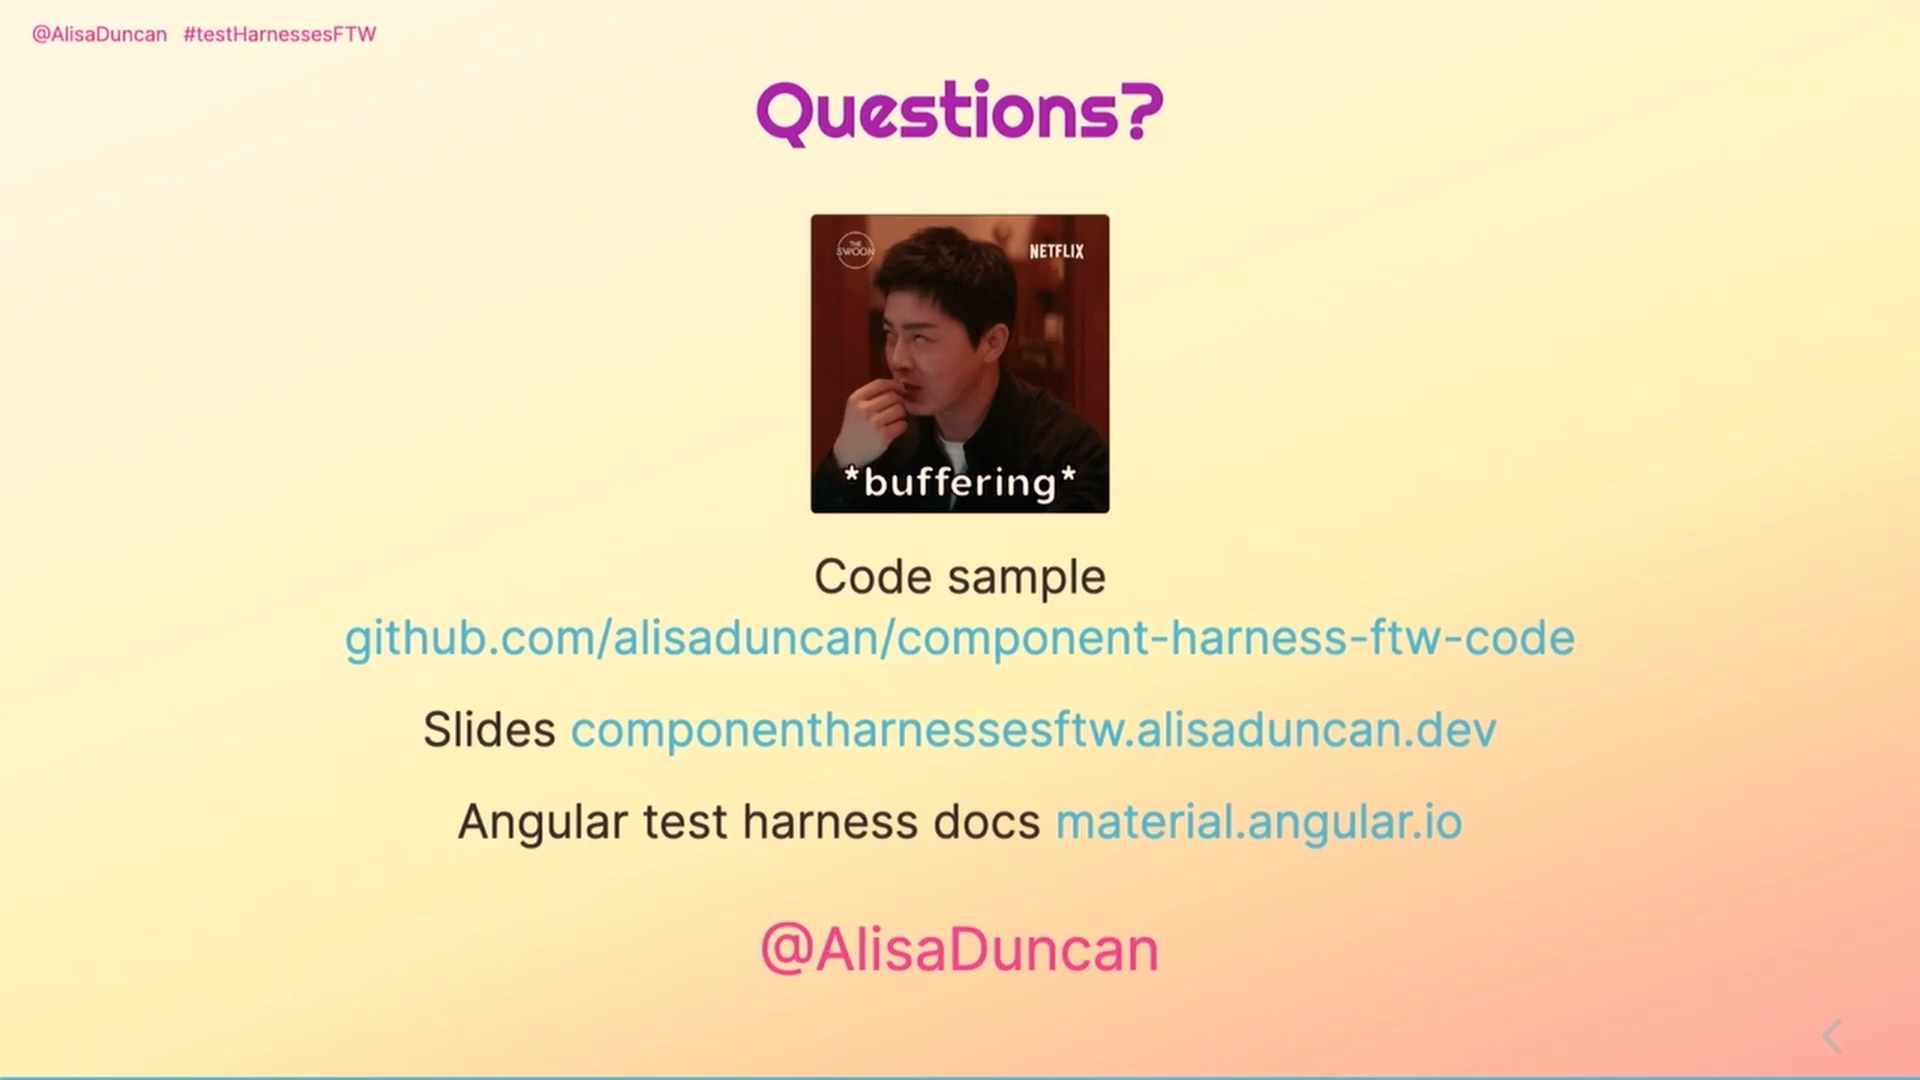 @AlisaDuncan #testHarnessesFTW
Questions?
THE
SWOON
NETFLIX
*buffering*
Code sample
github.com/alisaduncan/component-harness-ftw-code
Slides componentharnessesftw.alisaduncan.dev
Angular test harness docs material.angular.io
@AlisaDuncan